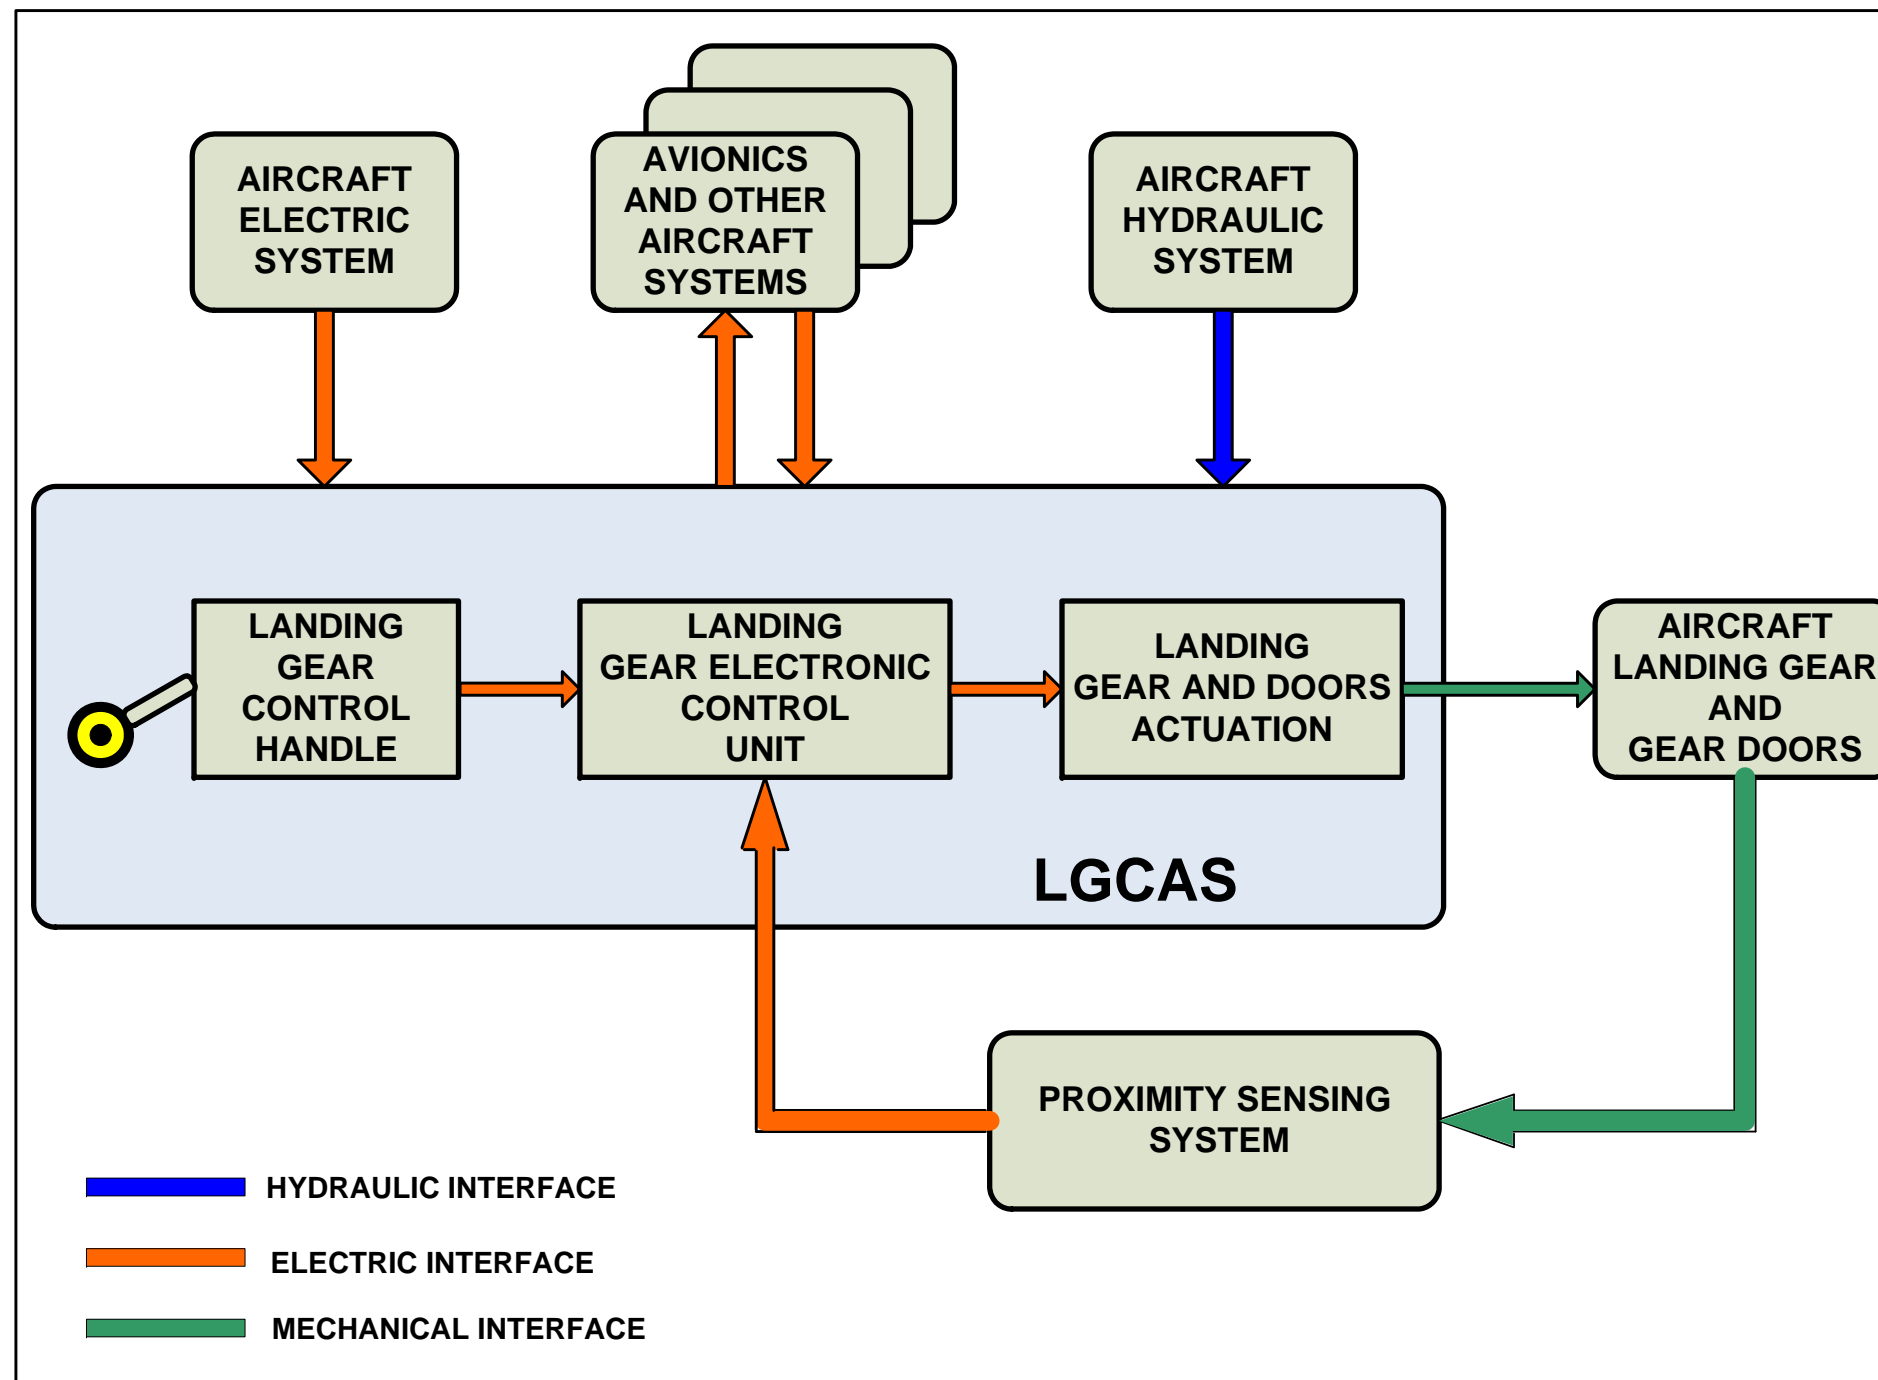 AIRCRAFT
ELECTRIC
SYSTEM
AVIONICS
AND OTHER
AIRCRAFT
SYSTEMS
AIRCRAFT
HYDRAULIC
SYSTEM
LANDING
GEAR
CONTROL
HANDLE
LANDING
GEAR ELECTRONIC
CONTROL
UNIT
LANDING
GEAR AND DOORS
ACTUATION
AIRCRAFT
LANDING GEAR
AND
GEAR DOORS
LGCAS
PROXIMITY SENSING
SYSTEM
HYDRAULIC INTERFACE
ELECTRIC INTERFACE
MECHANICAL INTERFACE